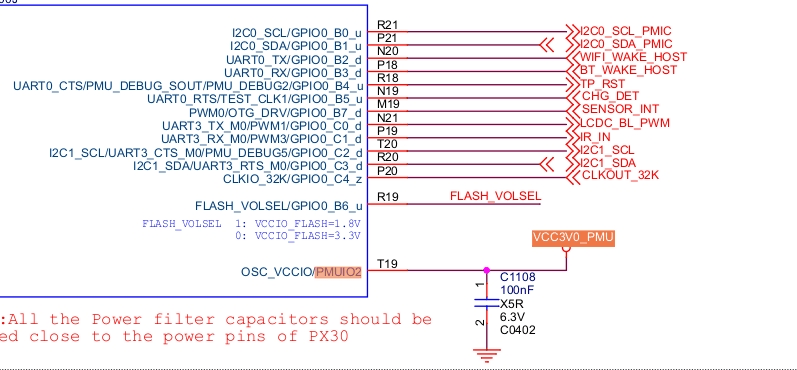 I2C0_SCL/GPIO0_B0_u R21 I2C0_SCL_PMIC
I2C0_SDA/GPIO0_B1_u P21 I2C0_SDA_PMIC
UART0_TX/GPIO0_B2_d N20 WIFI_WAKE_HOST
UART0_RX/GPIO0_B3_d P18 BT_WAKE_HOST
UART0_CTS/PMU_DEBUG_SOUT/PMU_DEBUG2/GPIO0_B4_u R18 TP_RST
UART0_RTS/TEST_CLK1/GPIO0_B5_u N19 CHG_DET
PWM0/OTG_DRV/GPIO0_B7_d M19 SENSOR_INT
UART3_TX_M0/PWM1/GPIO0_C0_d N21 LCDC_BL_PWM
UART3_RX_M0/PWM3/GPIO0_C1_d P19 IR_IN
I2C1_SCL/UART3_CTS_M0/PMU_DEBUG5/GPIO0_C2_d T20 I2C1_SCL
I2C1_SDA/UART3_RTS_M0/GPIO0_C3_d R20 I2C1_SDA
CLKIO_32K/GPIO0_C4_z P20 CLKOUT_32K
FLASH_VOLSEL/GPIO0_B6_u R19 FLASH_VOLSEL
FLASH_VOLSEL 1: VCCIO_FLASH=1.8V
0: VCCIO_FLASH=3.3V
VCC3V0_PMU
OSC_VCCIO/PMUIO2 T19
C1108
100nF
X5R
6.3V
C0402
1
2
:All the Power filter capacitors should be
ed close to the power pins of PX30